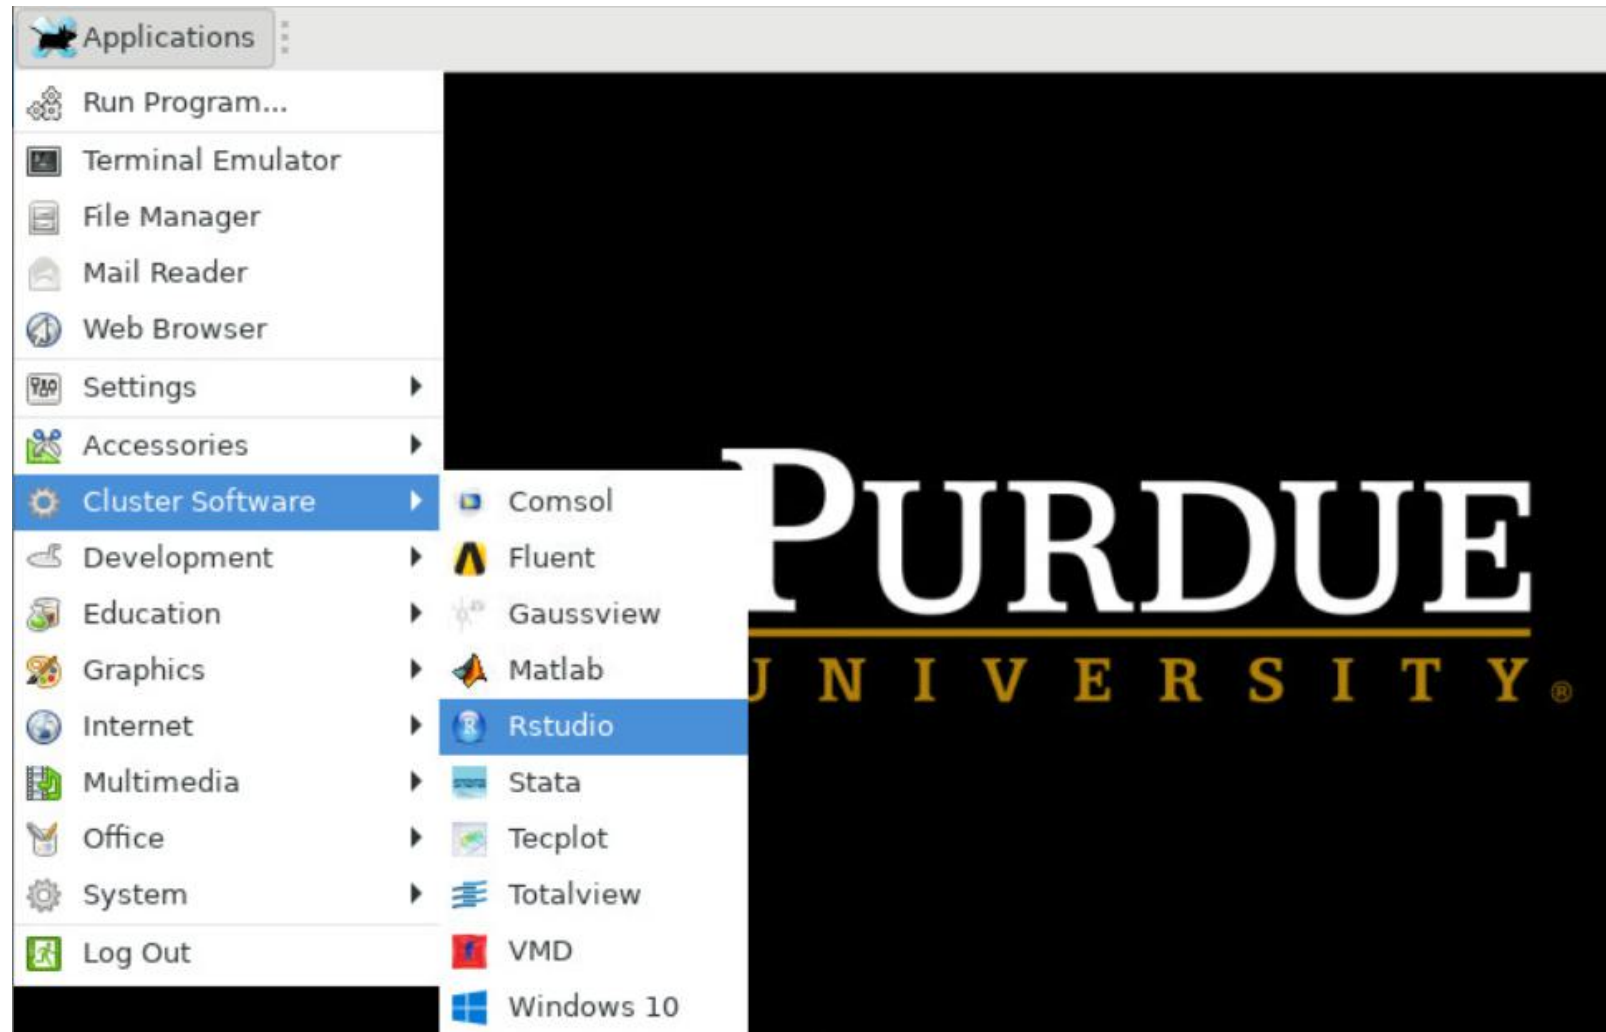 Applications
Run Program...
Terminal Emulator
File Manager
Mail Reader
Web Browser
Settings
Accessories
Cluster Software
Development
Education
Graphics
Internet
Multimedia
Office
System
Log Out
Comsol
Fluent
Gaussview
Matlab
Rstudio
Stata
Tecplot
Totalview
VMD
Windows 10
PURDUE
UNIVERSITY®